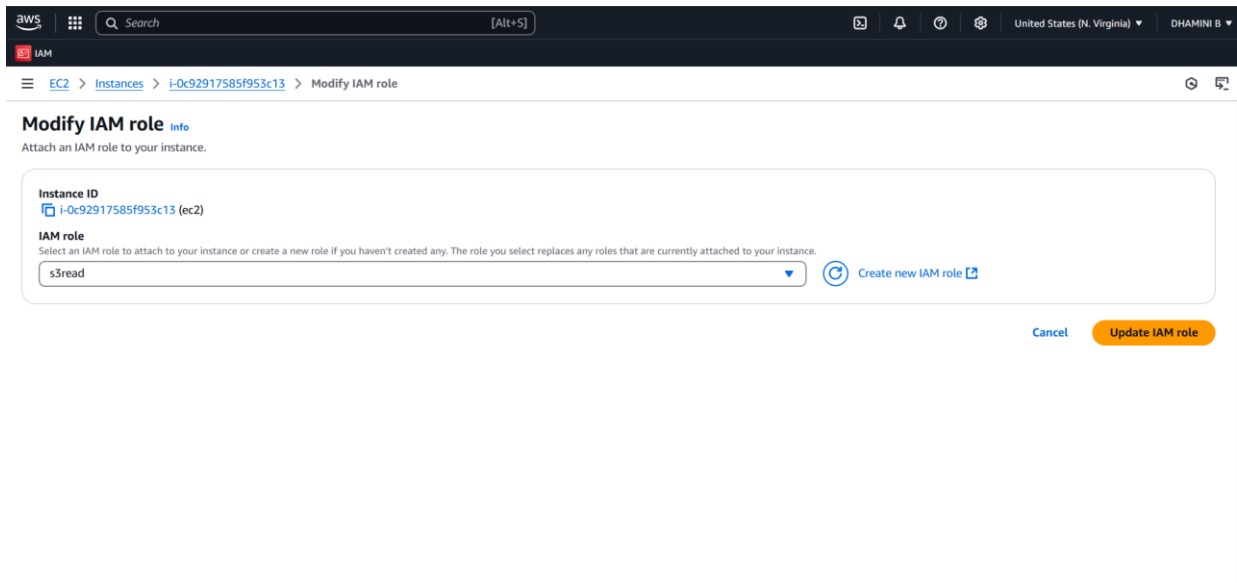 aws Search [Alt+S] United States (N. Virginia) DHAMINI B
IAM
EC2 > Instances > i-0c92917585f953c13 > Modify IAM role
Modify IAM role Info
Attach an IAM role to your instance.
Instance ID
i-0c92917585f953c13 (ec2)
IAM role
Select an IAM role to attach to your instance or create a new role if you haven't created any. The role you select replaces any roles that are currently attached to your instance.
s3read Create new IAM role
Cancel Update IAM role